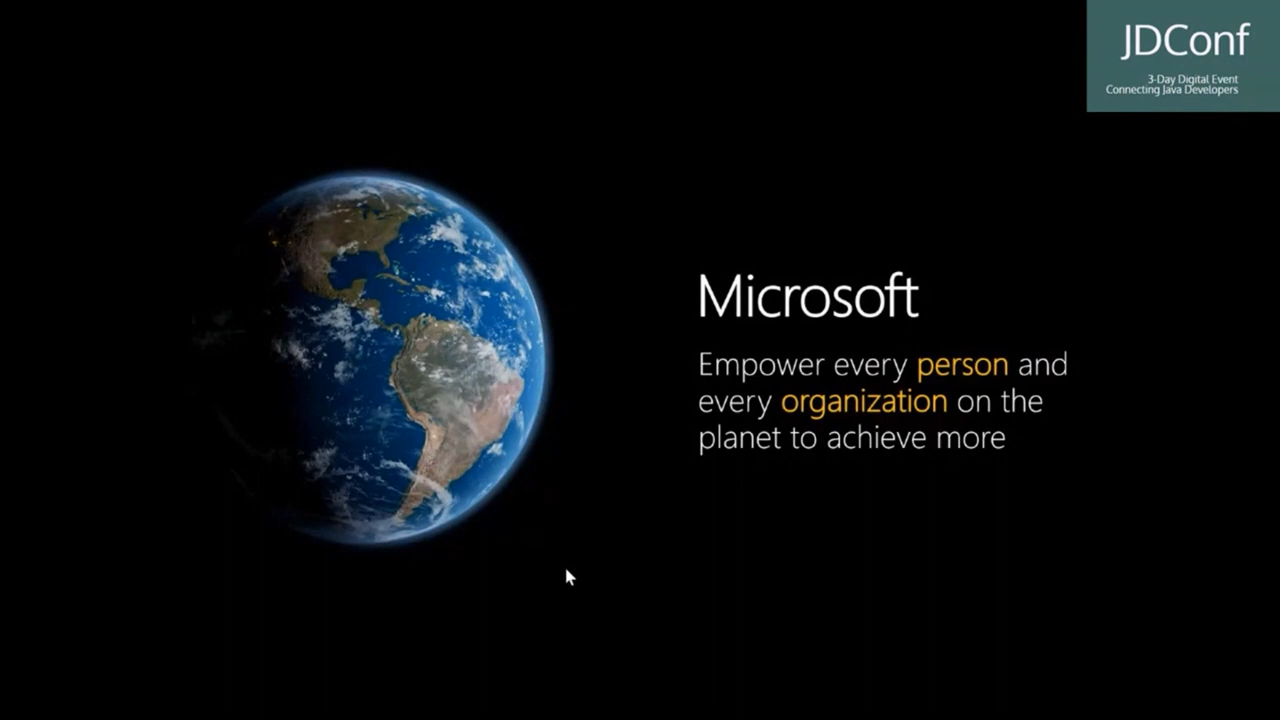 JDConf
3-Day Digital Event
Connecting Java Developers
Microsoft
Empower every person and
every organization on the
planet to achieve more